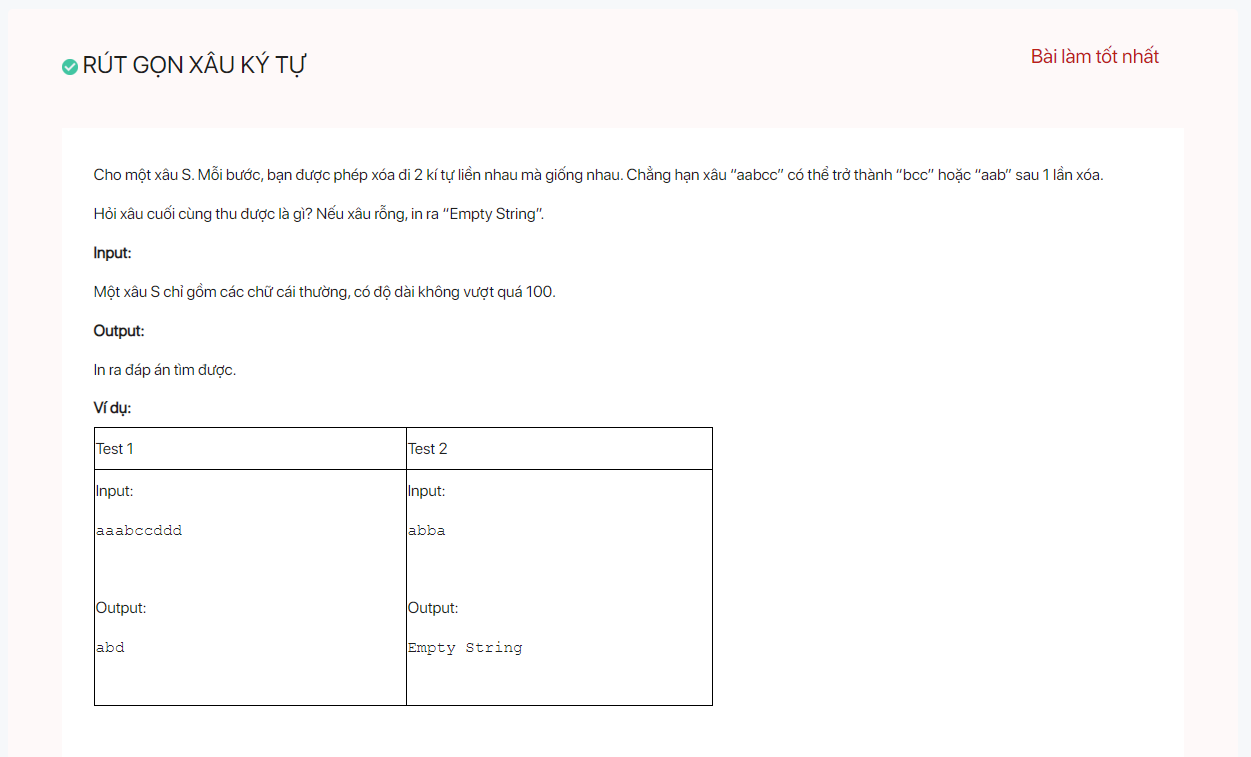 RÚT GỌN XÂU KÝ TỰ
Bài làm tốt nhất
Cho một xâu S. Mỗi bước, bạn được phép xóa đi 2 kí tự liền nhau mà giống nhau. Chẳng hạn xâu “aabcc” có thể trở thành “bcc” hoặc “aab” sau 1 lần xóa.
Hỏi xâu cuối cùng thu được là gì? Nếu xâu rỗng, in ra “Empty String”.
Input:
Một xâu S chỉ gồm các chữ cái thường, có độ dài không vượt quá 100.
Output:
In ra đáp án tìm được.
Ví dụ:
Test 1
Test 2
Input:
aaabccddd
Output:
abd
Input:
abba
Output:
Empty String